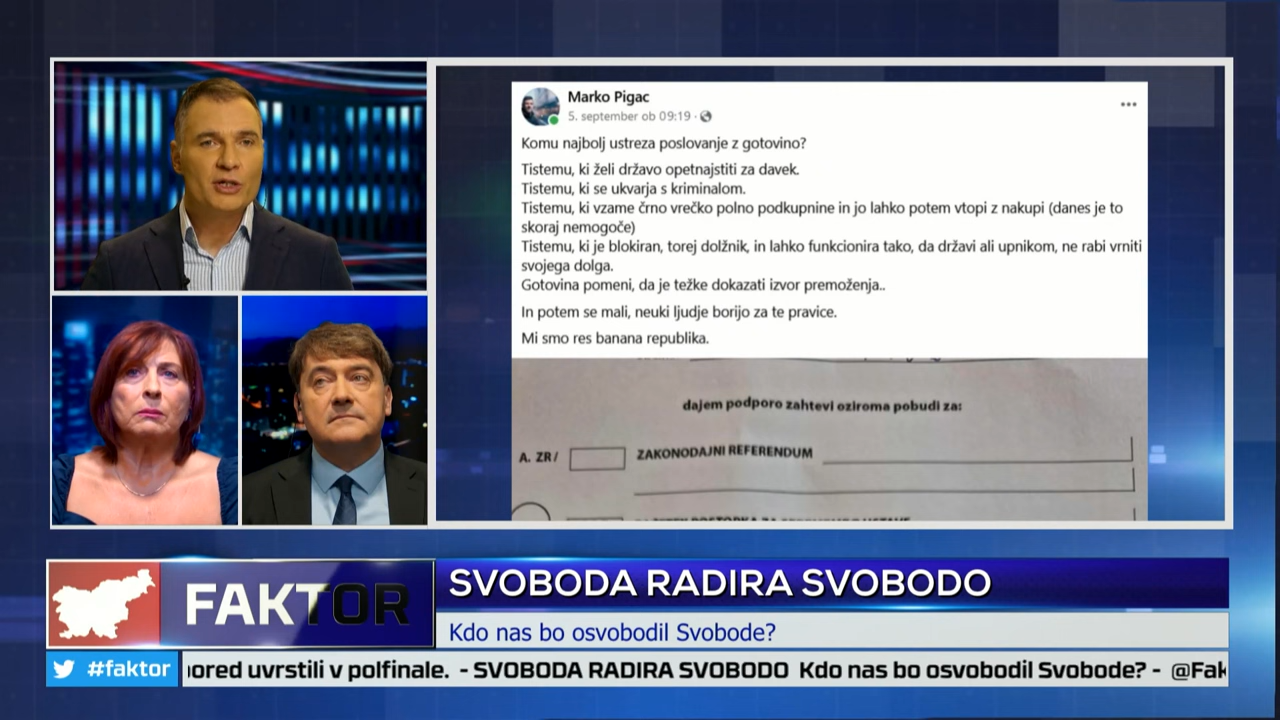 Marko Pigac
5. september ob 09:19 ·
Komu najbolj ustreza poslovanje z gotovino?
Tistemu, ki želi državo opetnajstiti za davek.
Tistemu, ki se ukvarja s kriminalom.
Tistemu, ki vzame črno vrečko polno podkupnine in jo lahko potem vtopi z nakupi (danes je to
skoraj nemogoče)
Tistemu, ki je blokiran, torej dolžnik, in lahko funkcionira tako, da državi ali upnikom, ne rabi vrniti
svojega dolga.
Gotovina pomeni, da je težke dokazati izvor premoženja..
In potem se mali, neuki ljudje borijo za te pravice.
Mi smo res banana republika.
dajem podporo zahtevi oziroma pobudi za:
A. ZR/ ZAKONODAJNI REFERENDUM
FAKTOR
SVOBODA RADIRA SVOBODO
Kdo nas bo osvobodil Svobode?
#faktor
ored uvrstili v polfinale. - SVOBODA RADIRA SVOBODO Kdo nas bo osvobodil Svobode? - @Fak